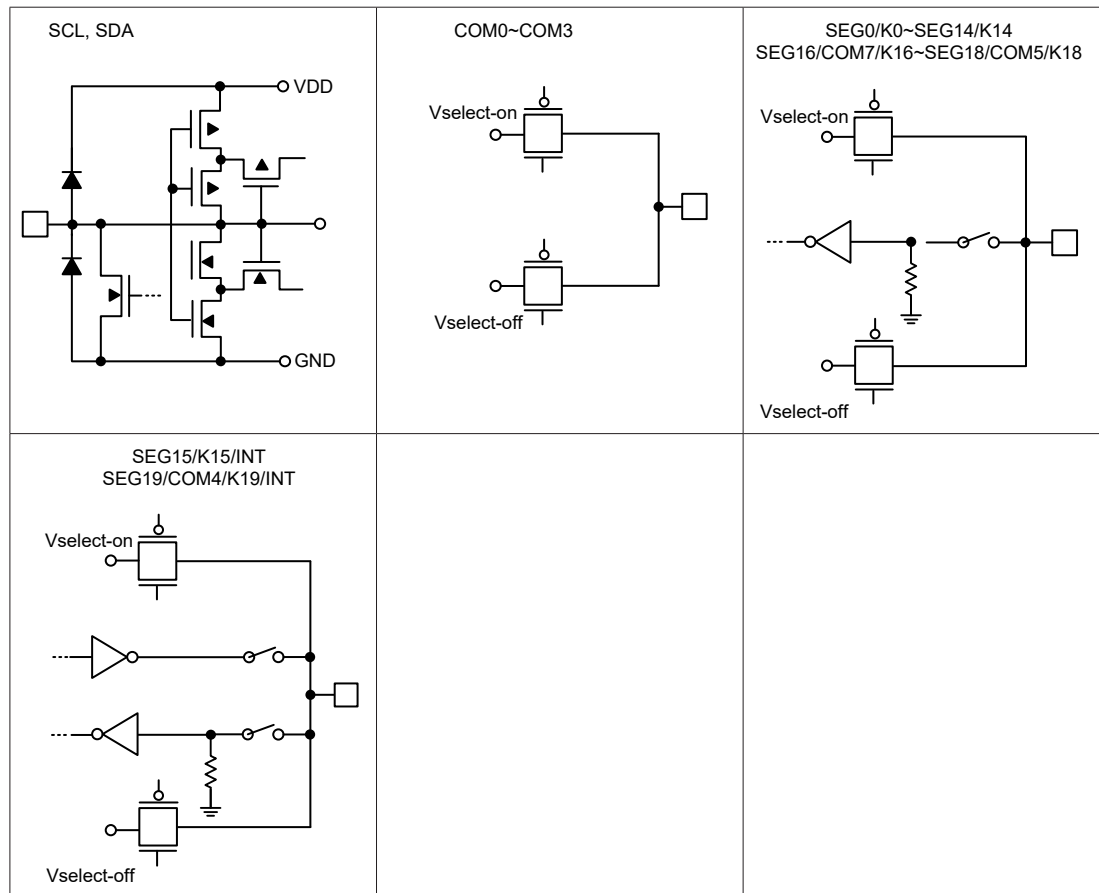 SCL, SDA
VDD
GND
COM0~COM3
Vselect-on
Vselect-off
SEG0/K0~SEG14/K14
SEG16/COM7/K16~SEG18/COM5/K18
Vselect-on
Vselect-off
SEG15/K15/INT
SEG19/COM4/K19/INT
Vselect-on
Vselect-off